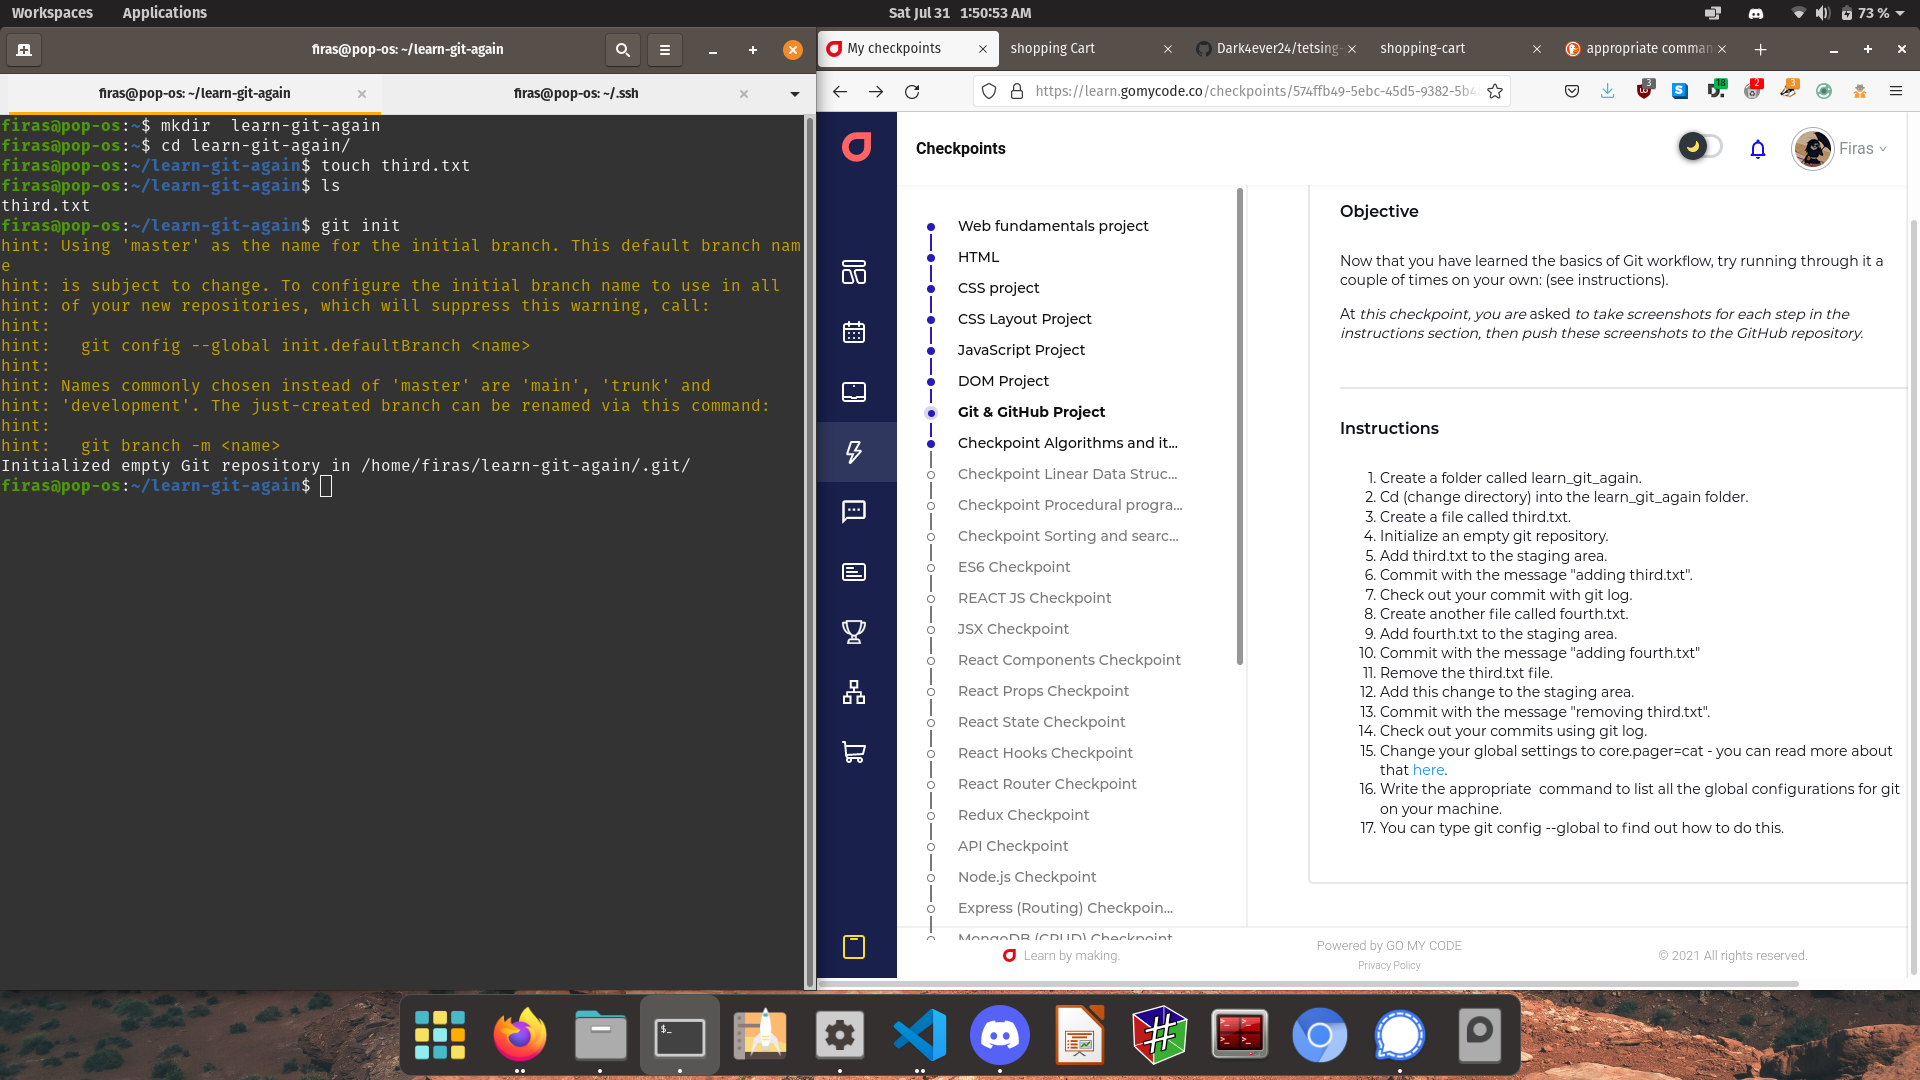 Workspaces Applications Sat Jul 31 1:50:53 AM 73 %
firas@pop-os: ~/learn-git-again
firas@pop-os: ~/learn-git-again firas@pop-os: ~/.ssh
firas@pop-os:~$ mkdir  learn-git-again
firas@pop-os:~$ cd learn-git-again/
firas@pop-os:~/learn-git-again$ touch third.txt
firas@pop-os:~/learn-git-again$ ls
third.txt
firas@pop-os:~/learn-git-again$ git init
hint: Using 'master' as the name for the initial branch. This default branch nam
e
hint: is subject to change. To configure the initial branch name to use in all
hint: of your new repositories, which will suppress this warning, call:
hint:
hint:   git config --global init.defaultBranch <name>
hint:
hint: Names commonly chosen instead of 'master' are 'main', 'trunk' and
hint: 'development'. The just-created branch can be renamed via this command:
hint:
hint:   git branch -m <name>
Initialized empty Git repository in /home/firas/learn-git-again/.git/
firas@pop-os:~/learn-git-again$
My checkpoints shopping Cart Dark4ever24/tetsing- shopping-cart appropriate comman
https://learn.gomycode.co/checkpoints/574ffb49-5ebc-45d5-9382-5b4
3 18 2 3
Checkpoints
Firas
Web fundamentals project
HTML
CSS project
CSS Layout Project
JavaScript Project
DOM Project
Git & GitHub Project
Checkpoint Algorithms and it...
Checkpoint Linear Data Struc...
Checkpoint Procedural progra...
Checkpoint Sorting and searc...
ES6 Checkpoint
REACT JS Checkpoint
JSX Checkpoint
React Components Checkpoint
React Props Checkpoint
React State Checkpoint
React Hooks Checkpoint
React Router Checkpoint
Redux Checkpoint
API Checkpoint
Node.js Checkpoint
Express (Routing) Checkpoin...
MongoDB (CRUD) Checkpoint
Objective
Now that you have learned the basics of Git workflow, try running through it a
couple of times on your own: (see instructions).
At this checkpoint, you are asked to take screenshots for each step in the
instructions section, then push these screenshots to the GitHub repository.
Instructions
1. Create a folder called learn_git_again.
2. Cd (change directory) into the learn_git_again folder.
3. Create a file called third.txt.
4. Initialize an empty git repository.
5. Add third.txt to the staging area.
6. Commit with the message "adding third.txt".
7. Check out your commit with git log.
8. Create another file called fourth.txt.
9. Add fourth.txt to the staging area.
10. Commit with the message "adding fourth.txt"
11. Remove the third.txt file.
12. Add this change to the staging area.
13. Commit with the message "removing third.txt".
14. Check out your commits using git log.
15. Change your global settings to core.pager=cat - you can read more about
that here.
16. Write the appropriate  command to list all the global configurations for git
on your machine.
17. You can type git config --global to find out how to do this.
Learn by making.
Powered by GO MY CODE
Privacy Policy
© 2021 All rights reserved.